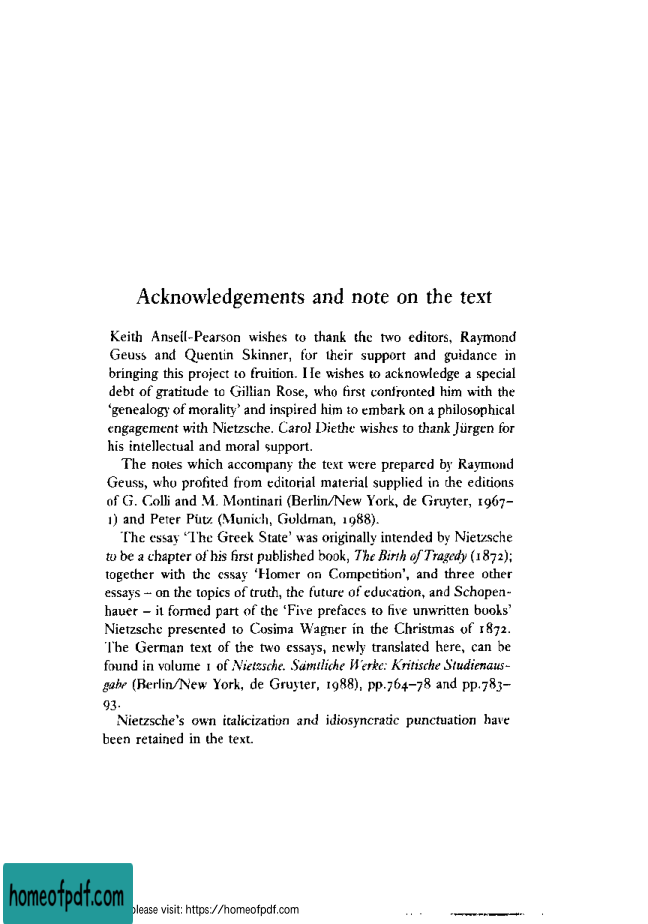 Acknowledgements and note on the text
Keith Ansell-Pearson wishes to thank the two editors, Raymond
Geuss and Quentin Skinner, for their support and guidance in
bringing this project to fruition. He wishes to acknowledge a special
debt of gratitude to Gillian Rose, who first confronted him with the
‘genealogy of morality’ and inspired him to embark on a philosophical
engagement with Nietzsche. Carol Diethe wishes to thank Jürgen for
his intellectual and moral support.
The notes which accompany the text were prepared by Raymond
Geuss, who profited from editorial material supplied in the editions
of G. Colli and M. Montinari (Berlin/New York, de Gruyter, 1967–
1) and Peter Pütz (Munich, Goldman, 1988).
The essay ‘The Greek State’ was originally intended by Nietzsche
to be a chapter of his first published book, The Birth of Tragedy (1872);
together with the essay ‘Homer on Competition’, and three other
essays – on the topics of truth, the future of education, and Schopen-
hauer – it formed part of the ‘Five prefaces to five unwritten books’
Nietzsche presented to Cosima Wagner in the Christmas of 1872.
The German text of the two essays, newly translated here, can be
found in volume 1 of Nietzsche. Sämtliche Werke: Kritische Studienaus-
gabe (Berlin/New York, de Gruyter, 1988), pp.764–78 and pp.783–
93.
Nietzsche's own italicization and idiosyncratic punctuation have
been retained in the text.
homeofpdf.com
please visit: https://homeofpdf.com